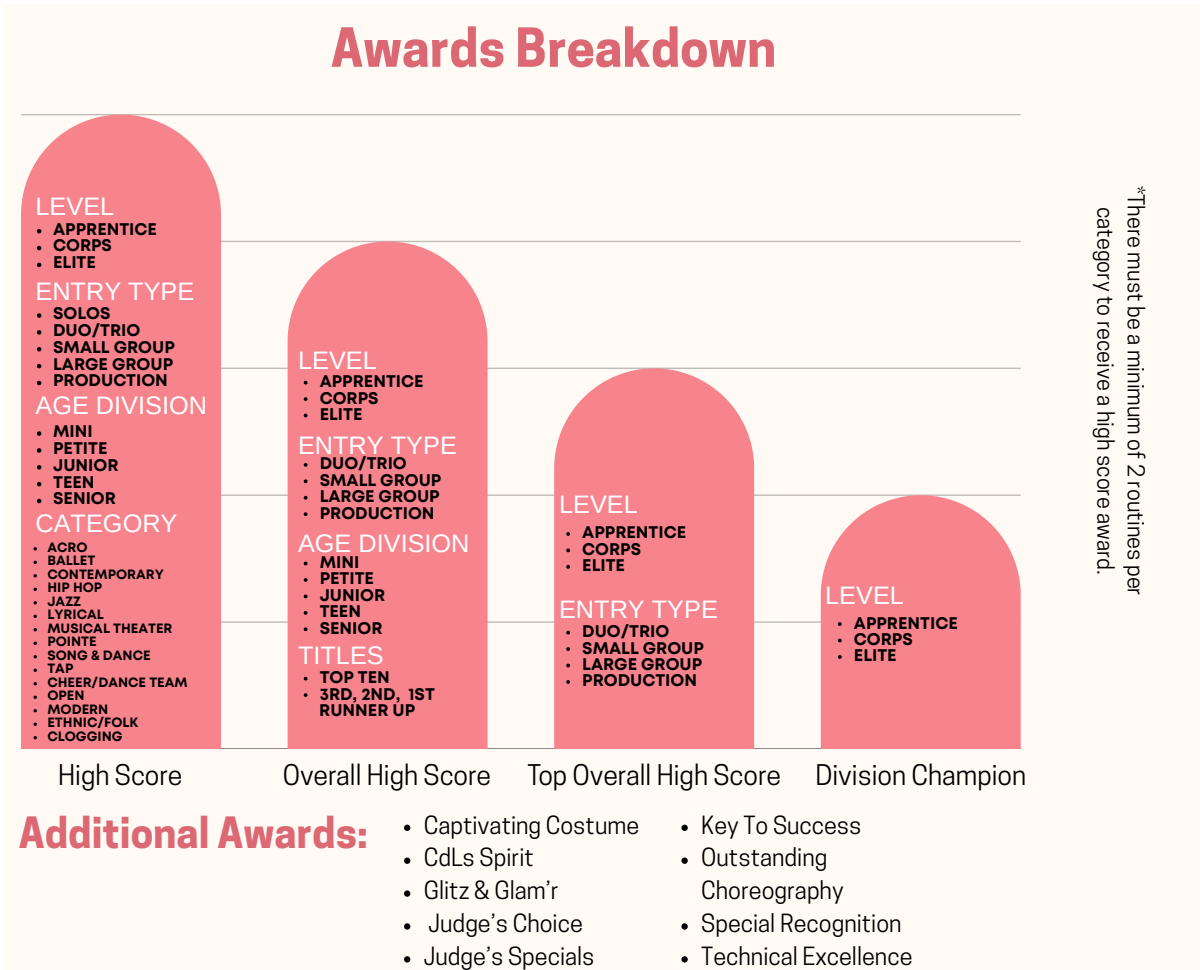 Awards Breakdown
LEVEL
APPRENTICE
CORPS
ELITE
ENTRY TYPE
SOLOS
DUO/TRIO
SMALL GROUP
LARGE GROUP
PRODUCTION
AGE DIVISION
MINI
PETITE
JUNIOR
TEEN
SENIOR
CATEGORY
ACRO
BALLET
CONTEMPORARY
HIP HOP
JAZZ
LYRICAL
MUSICAL THEATER
POINTE
SONG & DANCE
TAP
CHEER/DANCE TEAM
OPEN
MODERN
ETHNIC/FOLK
CLOGGING
High Score
LEVEL
APPRENTICE
CORPS
ELITE
ENTRY TYPE
DUO/TRIO
SMALL GROUP
LARGE GROUP
PRODUCTION
AGE DIVISION
MINI
PETITE
JUNIOR
TEEN
SENIOR
TITLES
TOP TEN
3RD, 2ND, 1ST
RUNNER UP
Overall High Score
LEVEL
APPRENTICE
CORPS
ELITE
ENTRY TYPE
DUO/TRIO
SMALL GROUP
LARGE GROUP
PRODUCTION
Top Overall High Score
LEVEL
APPRENTICE
CORPS
ELITE
Division Champion
*There must be a minimum of 2 routines per
category to receive a high score award.
Additional Awards:
Captivating Costume
CdLs Spirit
Glitz & Glam’r
Judge’s Choice
Judge’s Specials
Key To Success
Outstanding
Choreography
Special Recognition
Technical Excellence